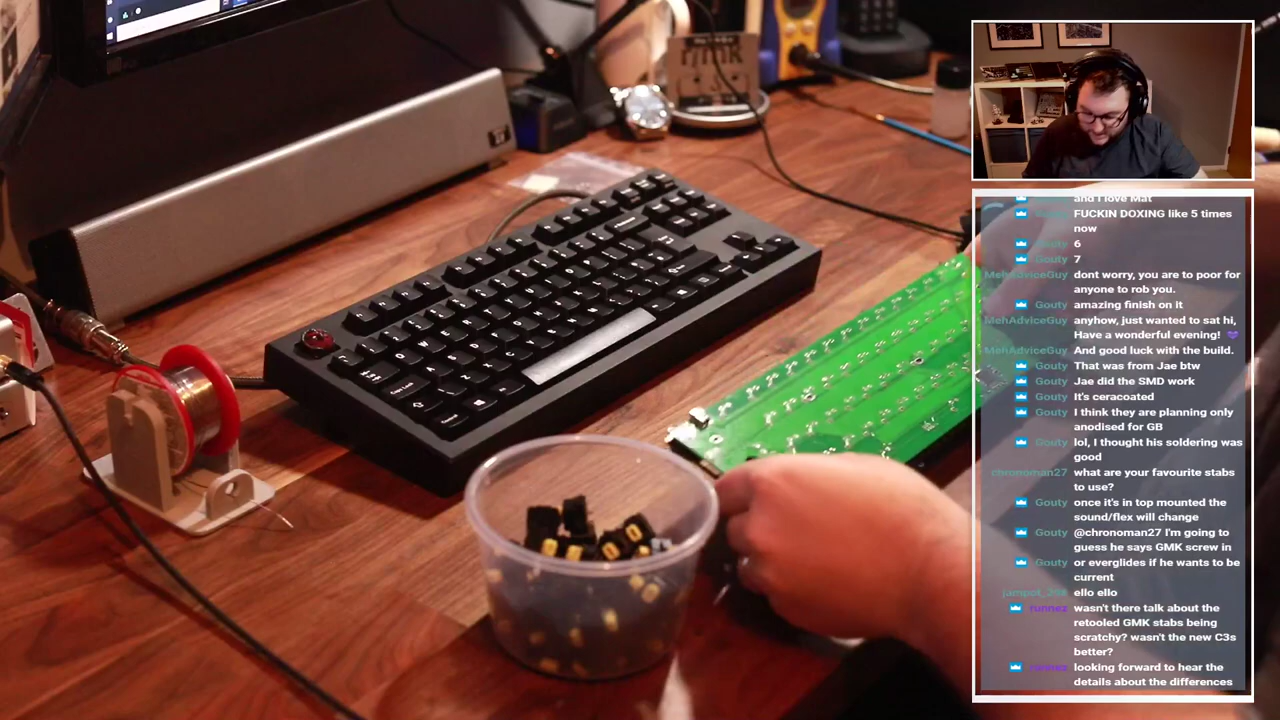 and I love Mat
FUCKIN DOXING like 5 times
now
Gouty 6
Gouty 7
MehAdviceGuy dont worry, you are to poor for
anyone to rob you.
Gouty amazing finish on it
MehAdviceGuy anyhow, just wanted to sat hi,
Have a wonderful evening! 💜
MehAdviceGuy And good luck with the build.
Gouty That was from Jae btw
Gouty Jae did the SMD work
Gouty It's ceracoated
Gouty I think they are planning only
anodised for GB
Gouty lol, I thought his soldering was
good
chronoman27 what are your favourite stabs
to use?
Gouty once it's in top mounted the
sound/flex will change
Gouty @chronoman27 I'm going to
guess he says GMK screw in
Gouty or everglides if he wants to be
current
ello ello
runnez wasn't there talk about the
retooled GMK stabs being
scratchy? wasn't the new C3s
better?
runnez looking forward to hear the
details about the differences